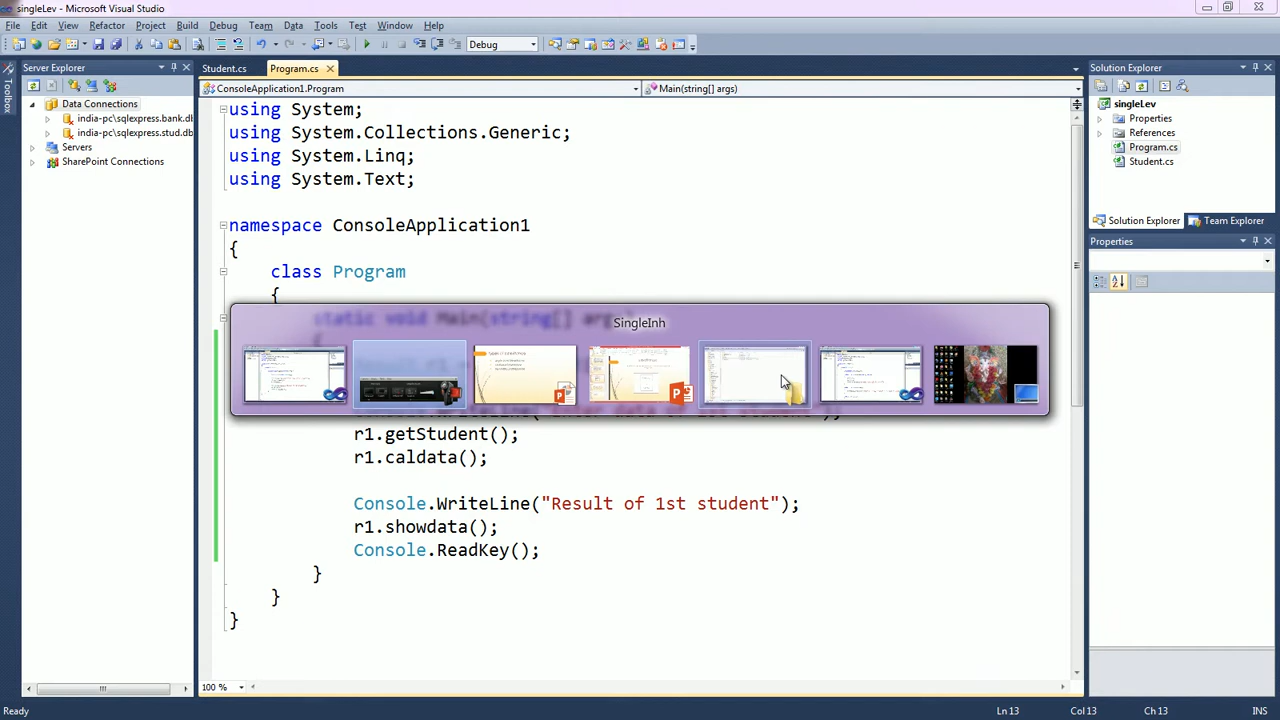 singleLev - Microsoft Visual Studio
File Edit View Refactor Project Build Debug Team Data Tools Test Window Help
Debug
Server Explorer
Student.cs Program.cs
Solution Explorer
ConsoleApplication1.Program Main(string[] args)
Toolbox
Data Connections
india-pc\sqlexpress.bank.db
india-pc\sqlexpress.stud.db
Servers
SharePoint Connections
using System;
using System.Collections.Generic;
using System.Linq;
using System.Text;
namespace ConsoleApplication1
{
class Program
{
static void Main(string[] args)
SingleInh
r1.getStudent();
r1.caldata();
Console.WriteLine("Result of 1st student");
r1.showdata();
Console.ReadKey();
}
}
}
100 %
singleLev
Properties
References
Program.cs
Student.cs
Solution Explorer Team Explorer
Properties
Ready Ln 13 Col 13 Ch 13 INS